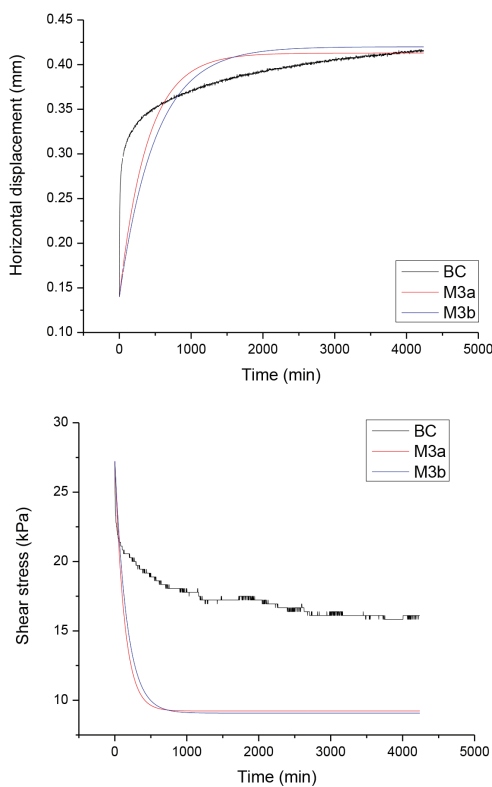 0.45
0.40
0.35
0.30
0.25
0.20
0.15
0.10
Horizontal displacement (mm)
BC
M3a
M3b
0 1000 2000 3000 4000 5000
Time (min)
30
25
20
15
10
Shear stress (kPa)
BC
M3a
M3b
0 1000 2000 3000 4000 5000
Time (min)